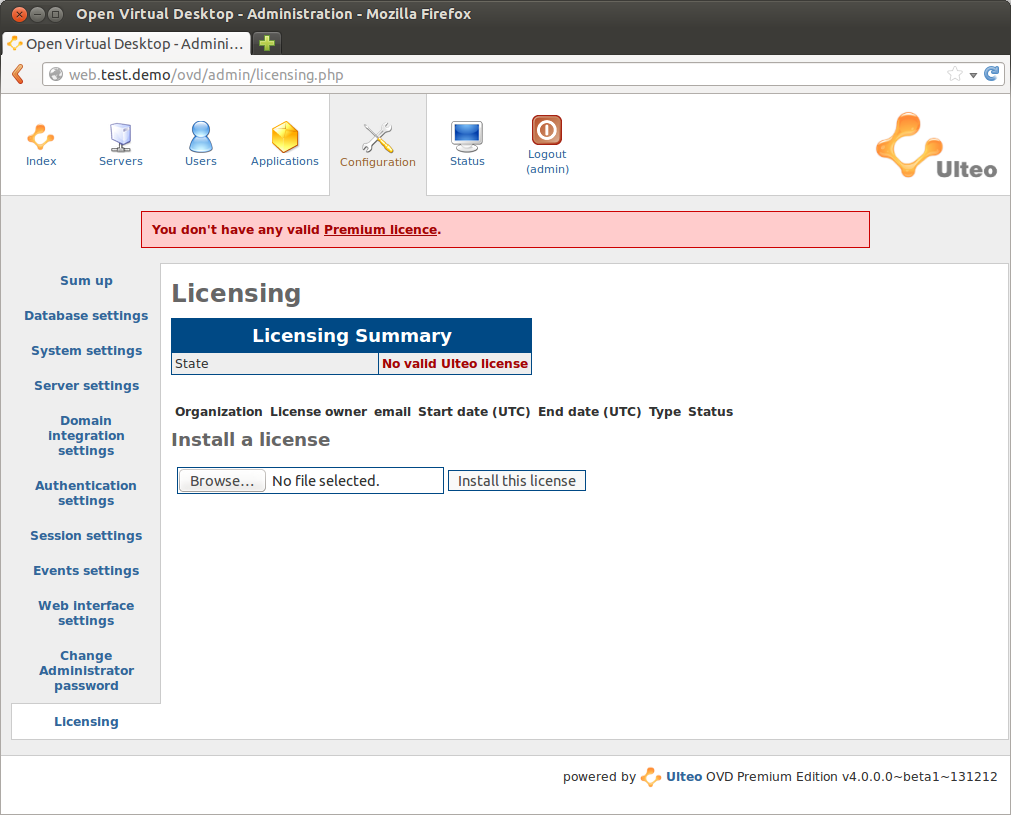 Open Virtual Desktop - Administration - Mozilla Firefox
Open Virtual Desktop - Admini...
web.test.demo/ovd/admin/licensing.php
Index
Servers
Users
Applications
Configuration
Status
Logout
(admin)
Ulteo
You don't have any valid Premium licence.
Sum up
Database settings
System settings
Server settings
Domain
integration
settings
Authentication
settings
Session settings
Events settings
Web interface
settings
Change
Administrator
password
Licensing
Licensing
Licensing Summary
State No valid Ulteo license
Organization License owner email Start date (UTC) End date (UTC) Type Status
Install a license
Browse... No file selected. Install this license
powered by Ulteo OVD Premium Edition v4.0.0.0~beta1~131212